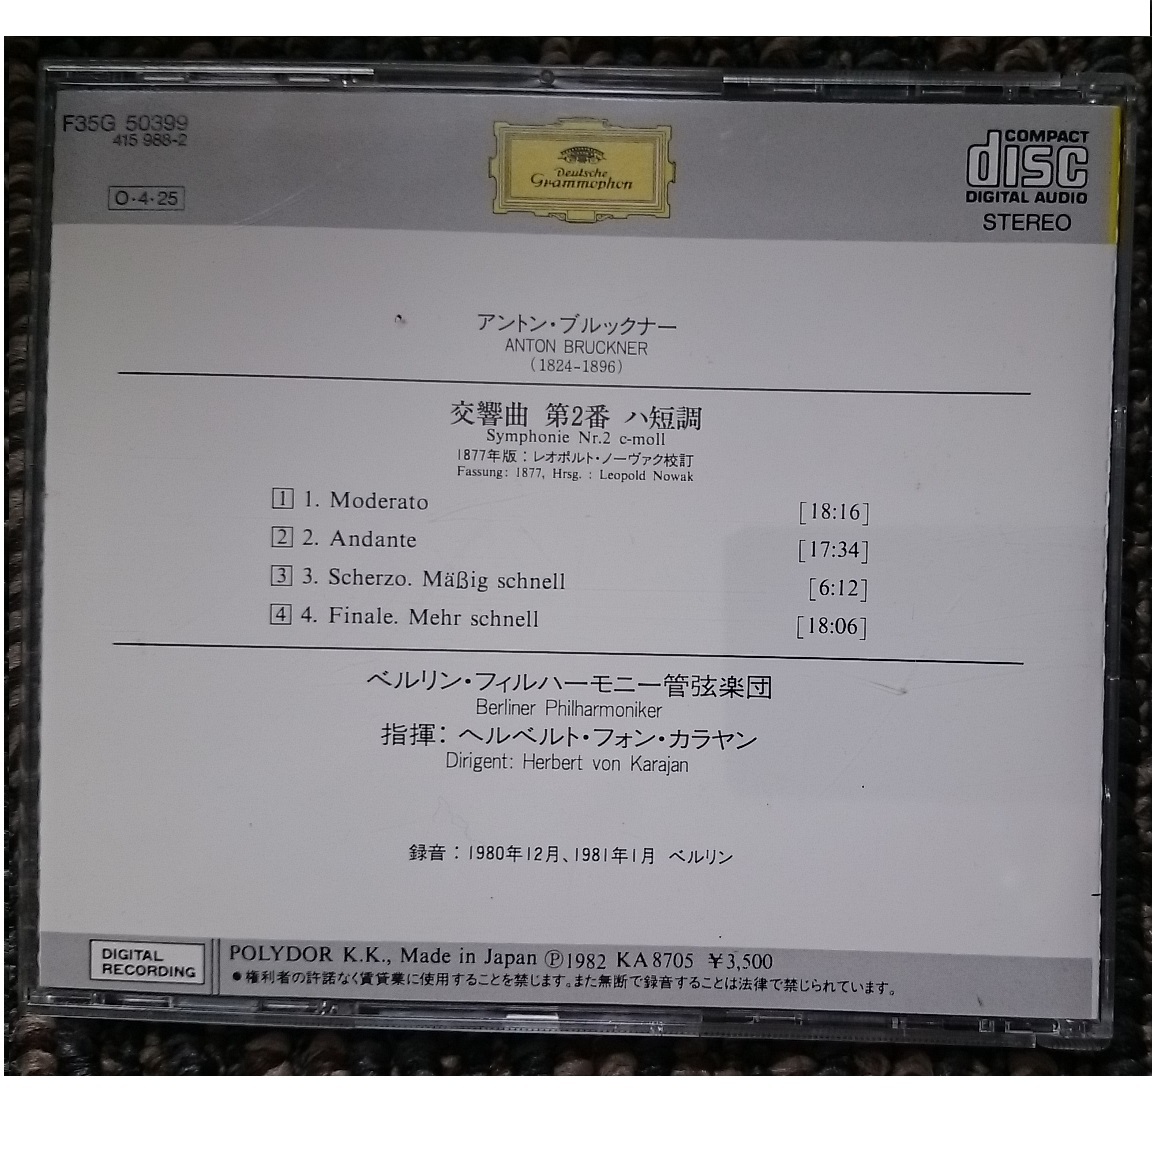 F35G 50399
415 988-2
O・4・25
Deutsche
Grammophon
COMPACT
disc
DIGITAL AUDIO
STEREO
アントン・ブルックナー
ANTON BRUCKNER
(1824-1896)
交響曲 第2番 ハ短調
Symphonie Nr.2 c-moll
1877年版：レオポルト・ノーヴァク校訂
Fassung: 1877, Hrsg. : Leopold Nowak
1 1. Moderato [18:16]
2 2. Andante [17:34]
3 3. Scherzo. Mäßig schnell [6:12]
4 4. Finale. Mehr schnell [18:06]
ベルリン・フィルハーモニー管弦楽団
Berliner Philharmoniker
指揮：ヘルベルト・フォン・カラヤン
Dirigent: Herbert von Karajan
録音：1980年12月、1981年1月 ベルリン
DIGITAL
RECORDING
POLYDOR K.K., Made in Japan Ⓟ1982 KA8705 ¥3,500
●権利者の許諾なく賃貸業に使用することを禁じます。また無断で録音することは法律で禁じられています。